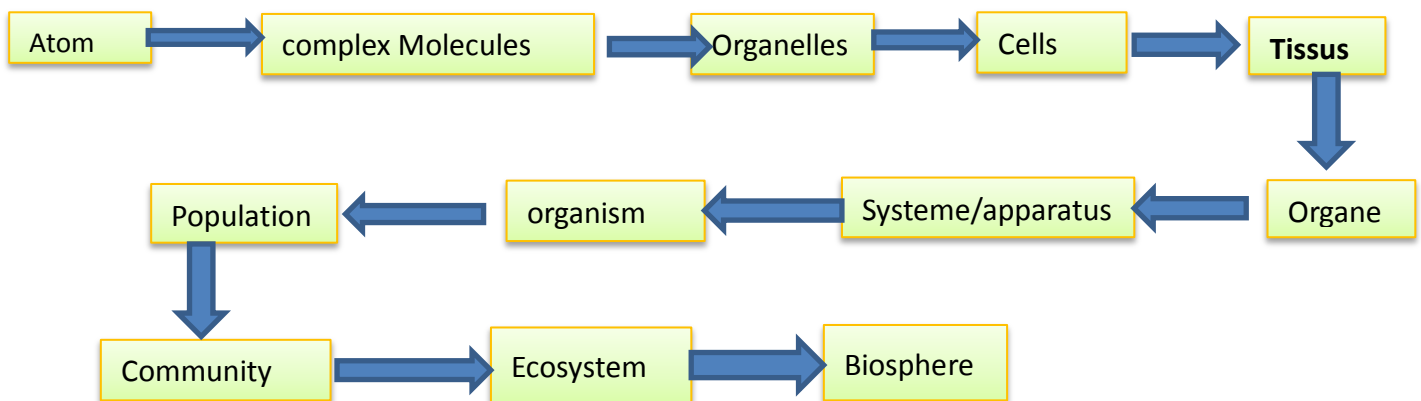 Atom
complex Molecules
Organelles
Cells
Tissus
Organe
Systeme/apparatus
organism
Population
Community
Ecosystem
Biosphere